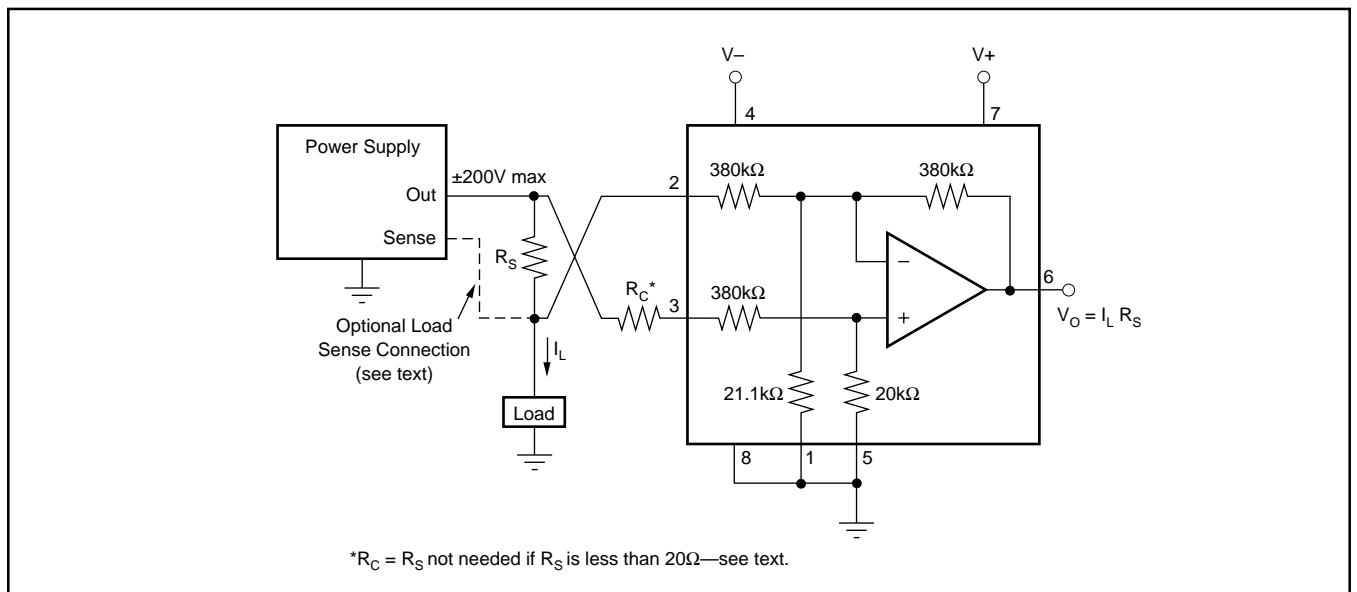 V–
V+
4
7
Power Supply
±200V max
Out
Sense
2
380kΩ
380kΩ
R_S
R_C*
3
380kΩ
–
+
6
V_O = I_L R_S
Optional Load
Sense Connection
(see text)
I_L
21.1kΩ
20kΩ
Load
8
1
5
*R_C = R_S not needed if R_S is less than 20Ω—see text.